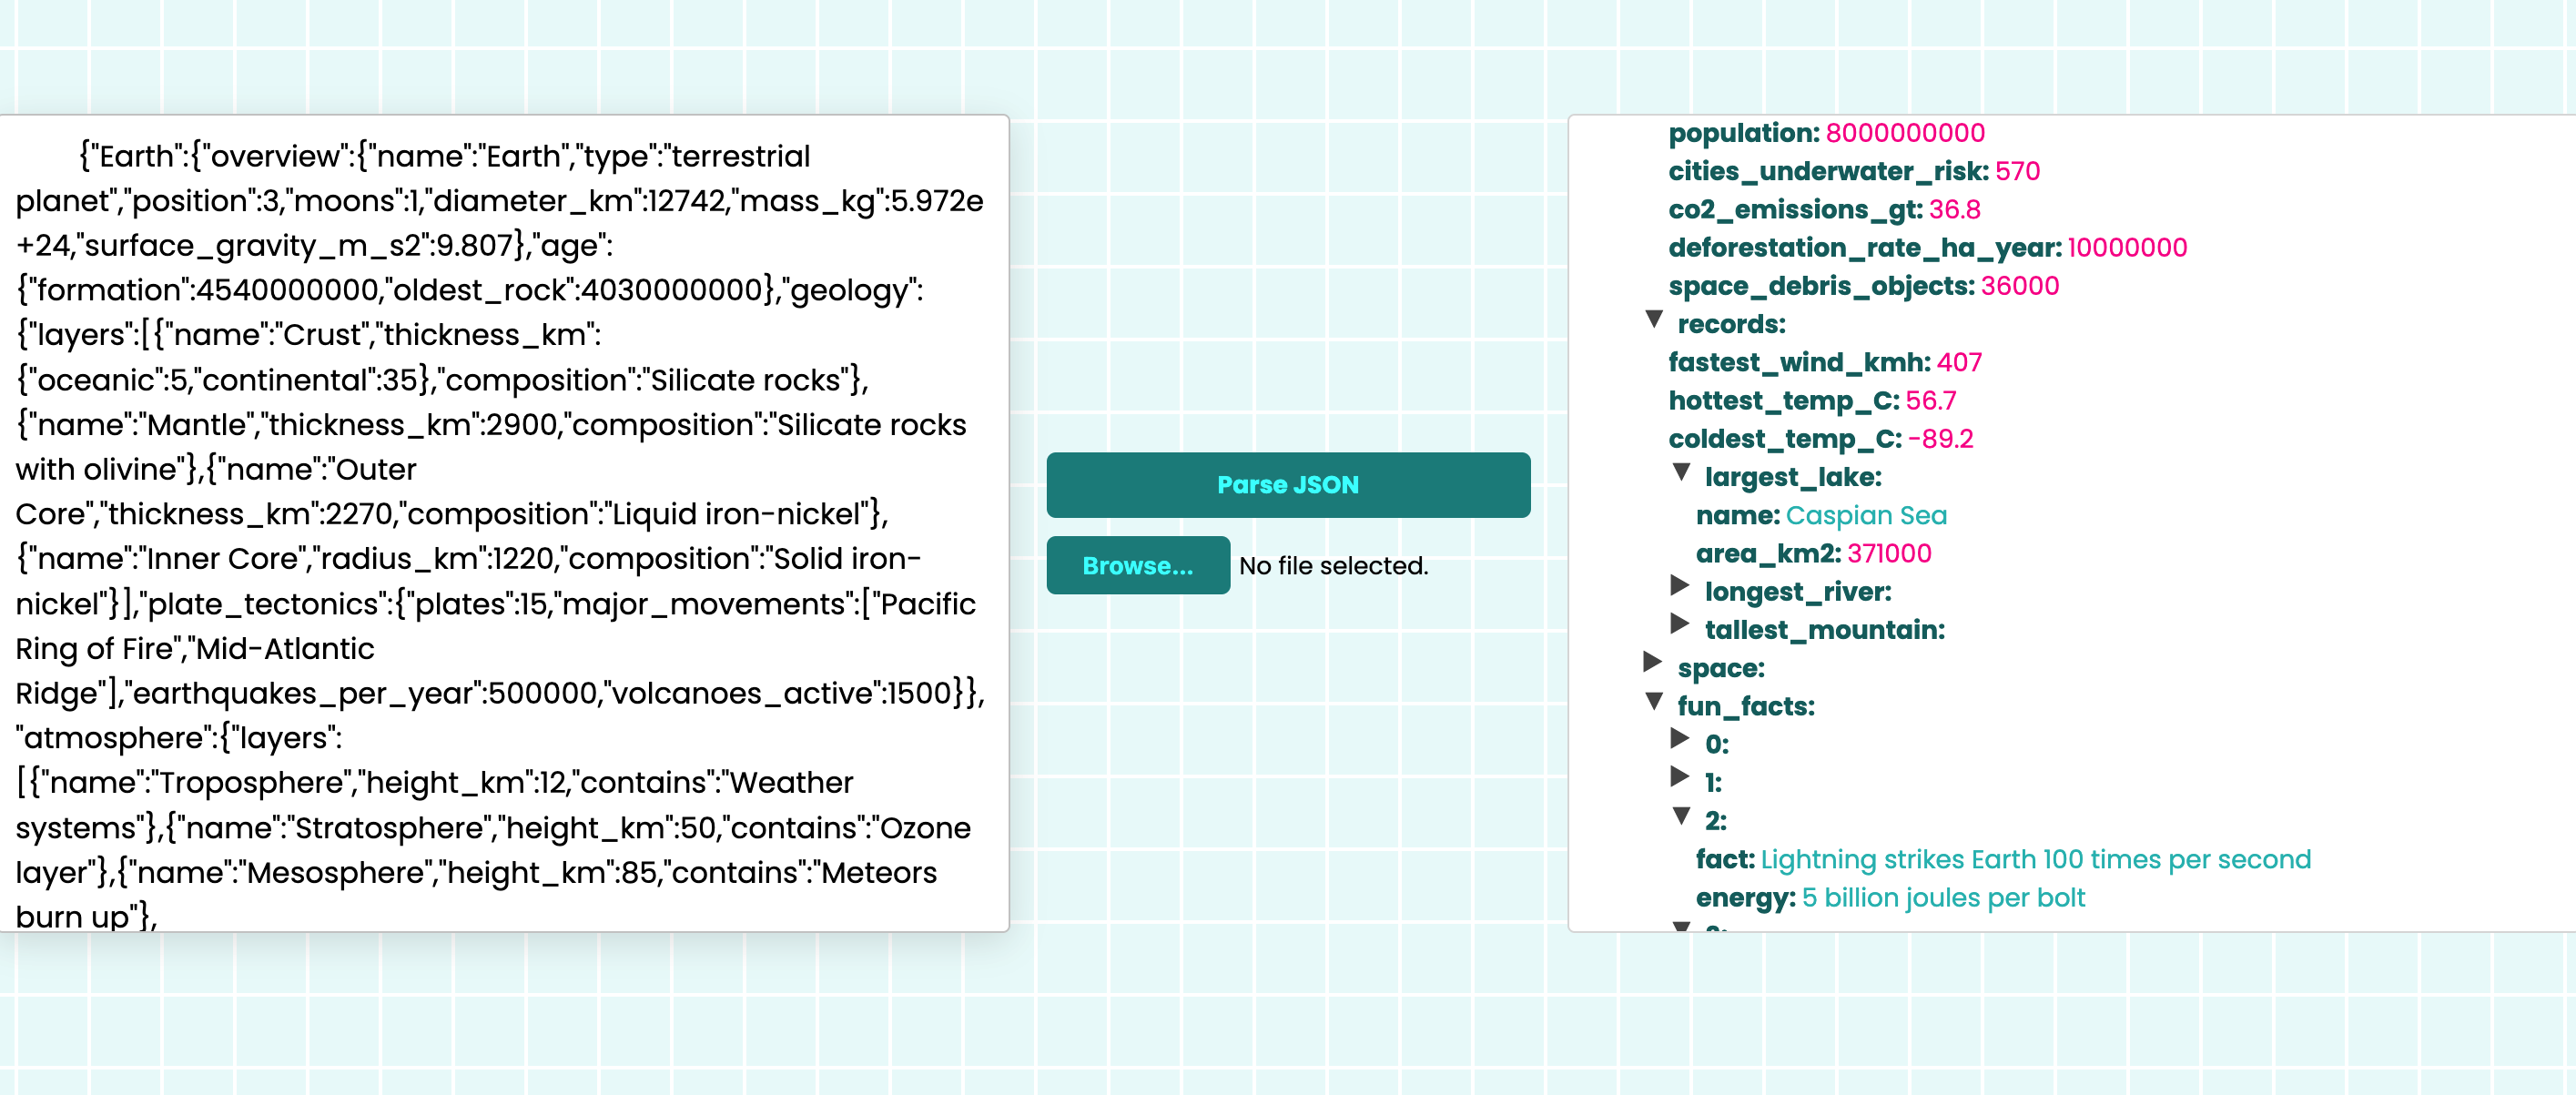 {"Earth":{"overview":{"name":"Earth","type":"terrestrial
planet","position":3,"moons":1,"diameter_km":12742,"mass_kg":5.972e
+24,"surface_gravity_m_s2":9.807},"age":
{"formation":4540000000,"oldest_rock":4030000000},"geology":
{"layers":[{"name":"Crust","thickness_km":
{"oceanic":5,"continental":35},"composition":"Silicate rocks"},
{"name":"Mantle","thickness_km":2900,"composition":"Silicate rocks
with olivine"},{"name":"Outer
Core","thickness_km":2270,"composition":"Liquid iron-nickel"},
{"name":"Inner Core","radius_km":1220,"composition":"Solid iron-
nickel"}],"plate_tectonics":{"plates":15,"major_movements":["Pacific
Ring of Fire","Mid-Atlantic
Ridge"],"earthquakes_per_year":500000,"volcanoes_active":1500}},
"atmosphere":{"layers":
[{"name":"Troposphere","height_km":12,"contains":"Weather
systems"},{"name":"Stratosphere","height_km":50,"contains":"Ozone
layer"},{"name":"Mesosphere","height_km":85,"contains":"Meteors
burn up"},
Parse JSON
Browse... No file selected.
population: 8000000000
cities_underwater_risk: 570
co2_emissions_gt: 36.8
deforestation_rate_ha_year: 10000000
space_debris_objects: 36000
records:
fastest_wind_kmh: 407
hottest_temp_C: 56.7
coldest_temp_C: -89.2
largest_lake:
name: Caspian Sea
area_km2: 371000
longest_river:
tallest_mountain:
space:
fun_facts:
0:
1:
2:
fact: Lightning strikes Earth 100 times per second
energy: 5 billion joules per bolt